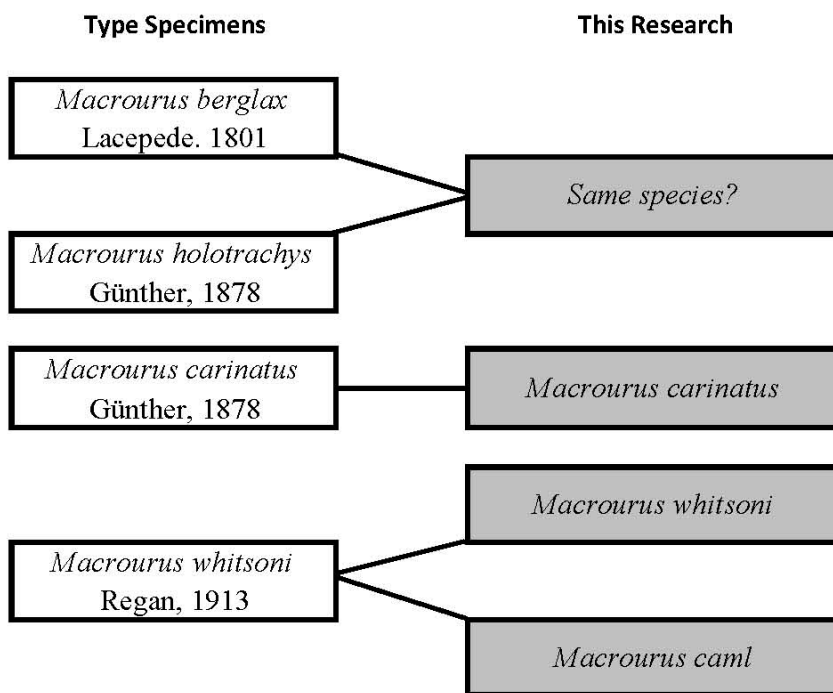 Type Specimens
This Research
Macrourus berglax
Lacepede. 1801
Same species?
Macrourus holotrachys
Günther, 1878
Macrourus carinatus
Günther, 1878
Macrourus carinatus
Macrourus whitsoni
Macrourus whitsoni
Regan, 1913
Macrourus caml